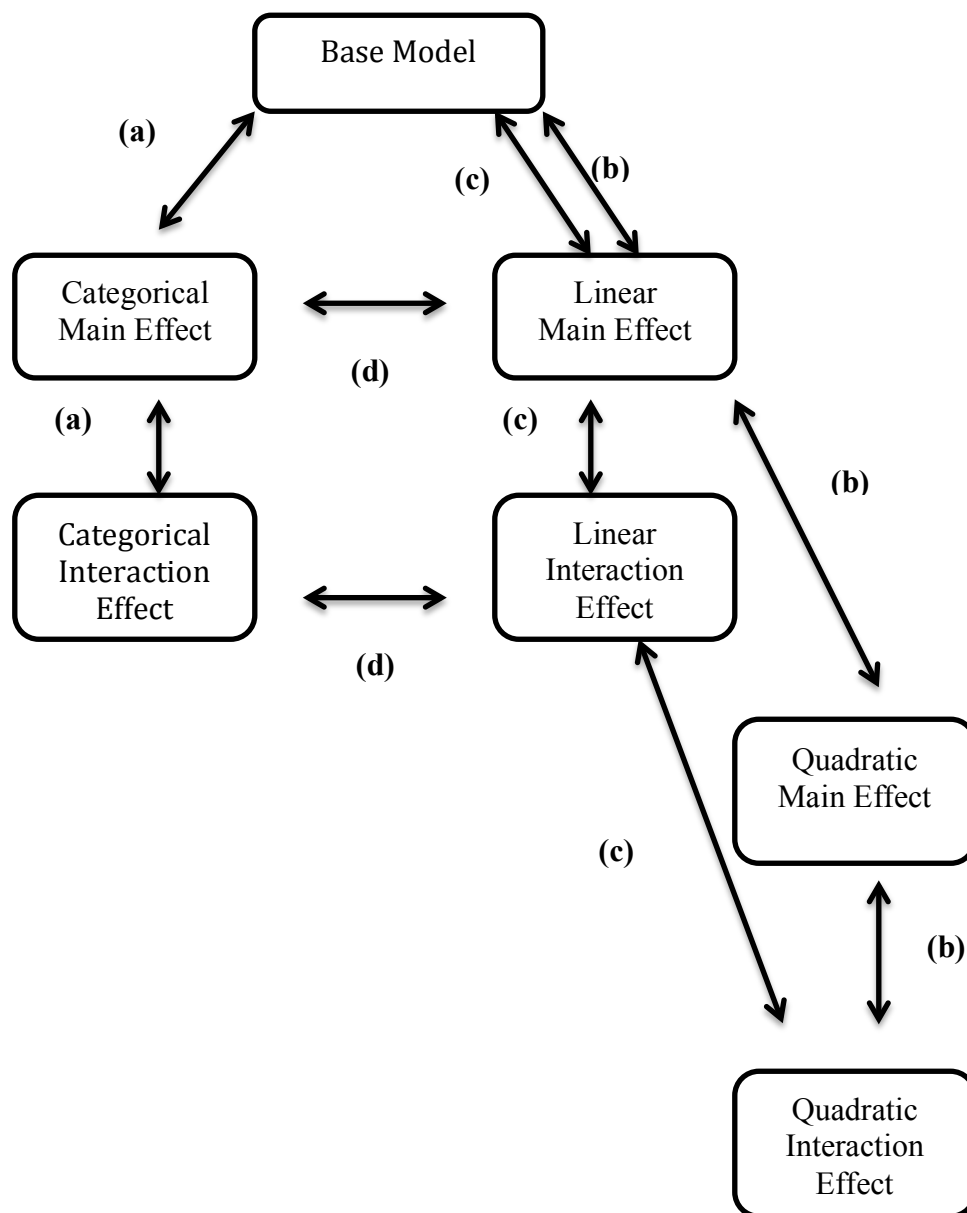 Base Model
(a)
(b)
(c)
Categorical
Main Effect
Linear
Main Effect
(d)
(a)
(c)
(b)
Categorical
Interaction
Effect
Linear
Interaction
Effect
(d)
Quadratic
Main Effect
(c)
(b)
Quadratic
Interaction
Effect